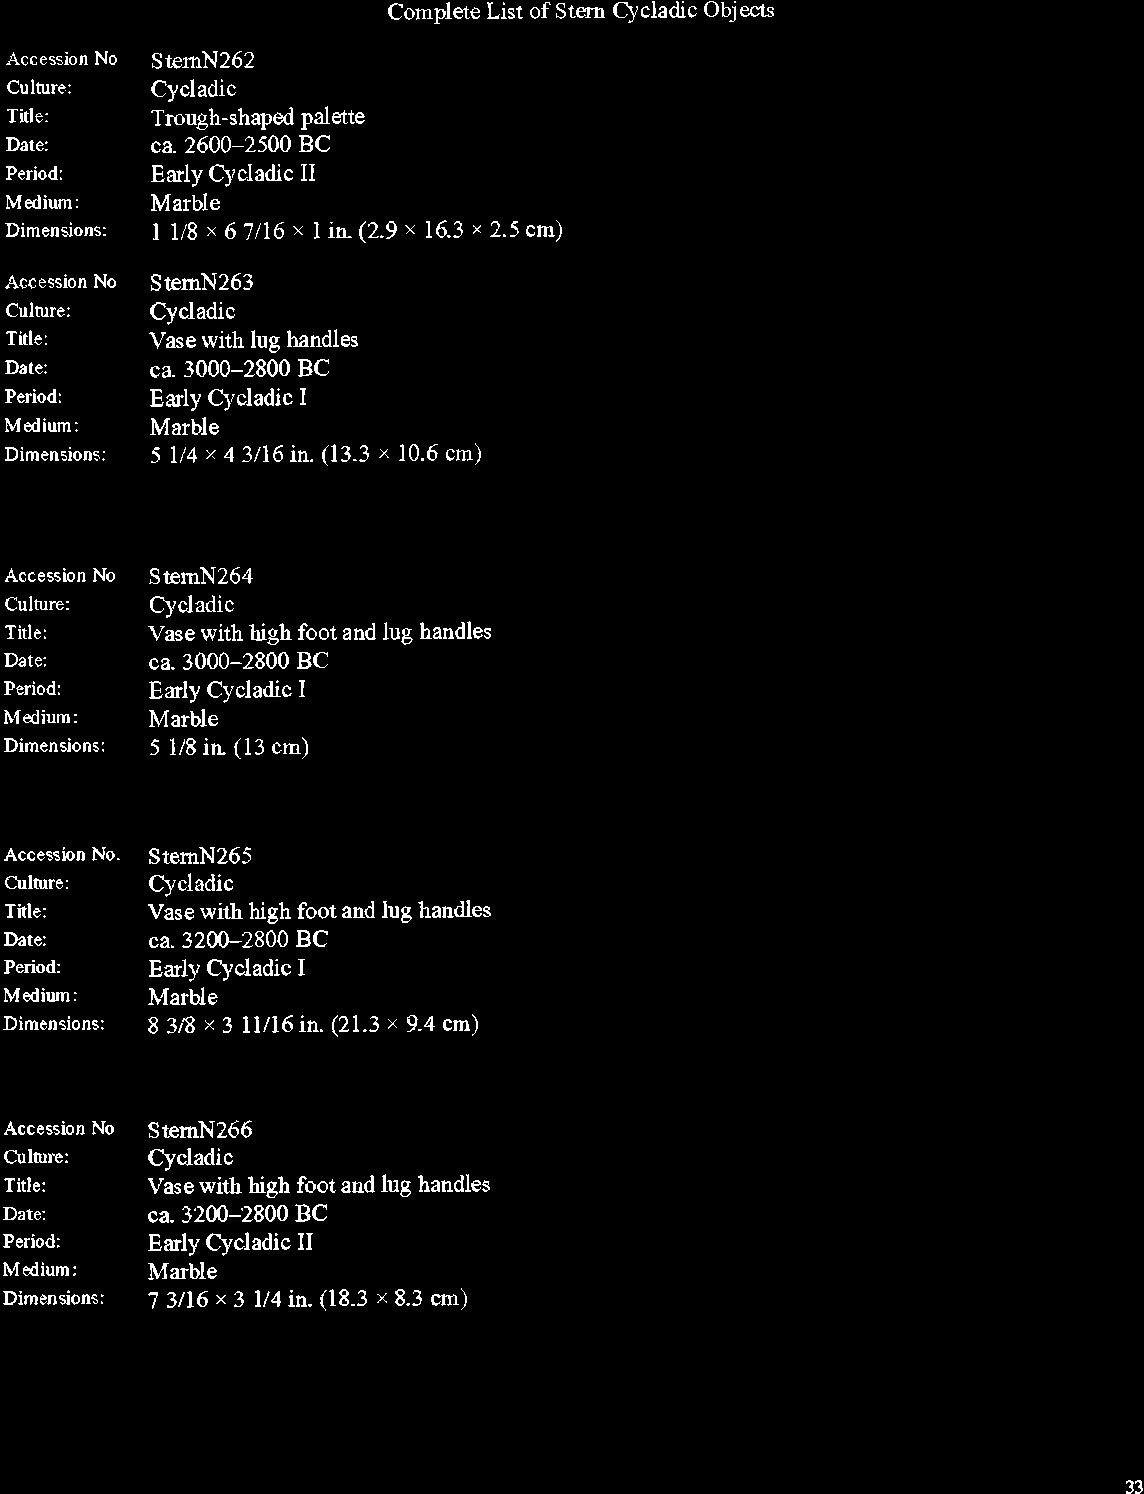 Complete List of Stern Cycladic Objects
Accession No SternN262
Culture: Cycladic
Title: Trough-shaped palette
Date: ca. 2600–2500 BC
Period: Early Cycladic II
Medium: Marble
Dimensions: 1 1/8 × 6 7/16 × 1 in. (2.9 × 16.3 × 2.5 cm)
Accession No SternN263
Culture: Cycladic
Title: Vase with lug handles
Date: ca. 3000–2800 BC
Period: Early Cycladic I
Medium: Marble
Dimensions: 5 1/4 × 4 3/16 in. (13.3 × 10.6 cm)
Accession No SternN264
Culture: Cycladic
Title: Vase with high foot and lug handles
Date: ca. 3000–2800 BC
Period: Early Cycladic I
Medium: Marble
Dimensions: 5 1/8 in. (13 cm)
Accession No. SternN265
Culture: Cycladic
Title: Vase with high foot and lug handles
Date: ca. 3200–2800 BC
Period: Early Cycladic I
Medium: Marble
Dimensions: 8 3/8 × 3 11/16 in. (21.3 × 9.4 cm)
Accession No SternN266
Culture: Cycladic
Title: Vase with high foot and lug handles
Date: ca. 3200–2800 BC
Period: Early Cycladic II
Medium: Marble
Dimensions: 7 3/16 × 3 1/4 in. (18.3 × 8.3 cm)
33